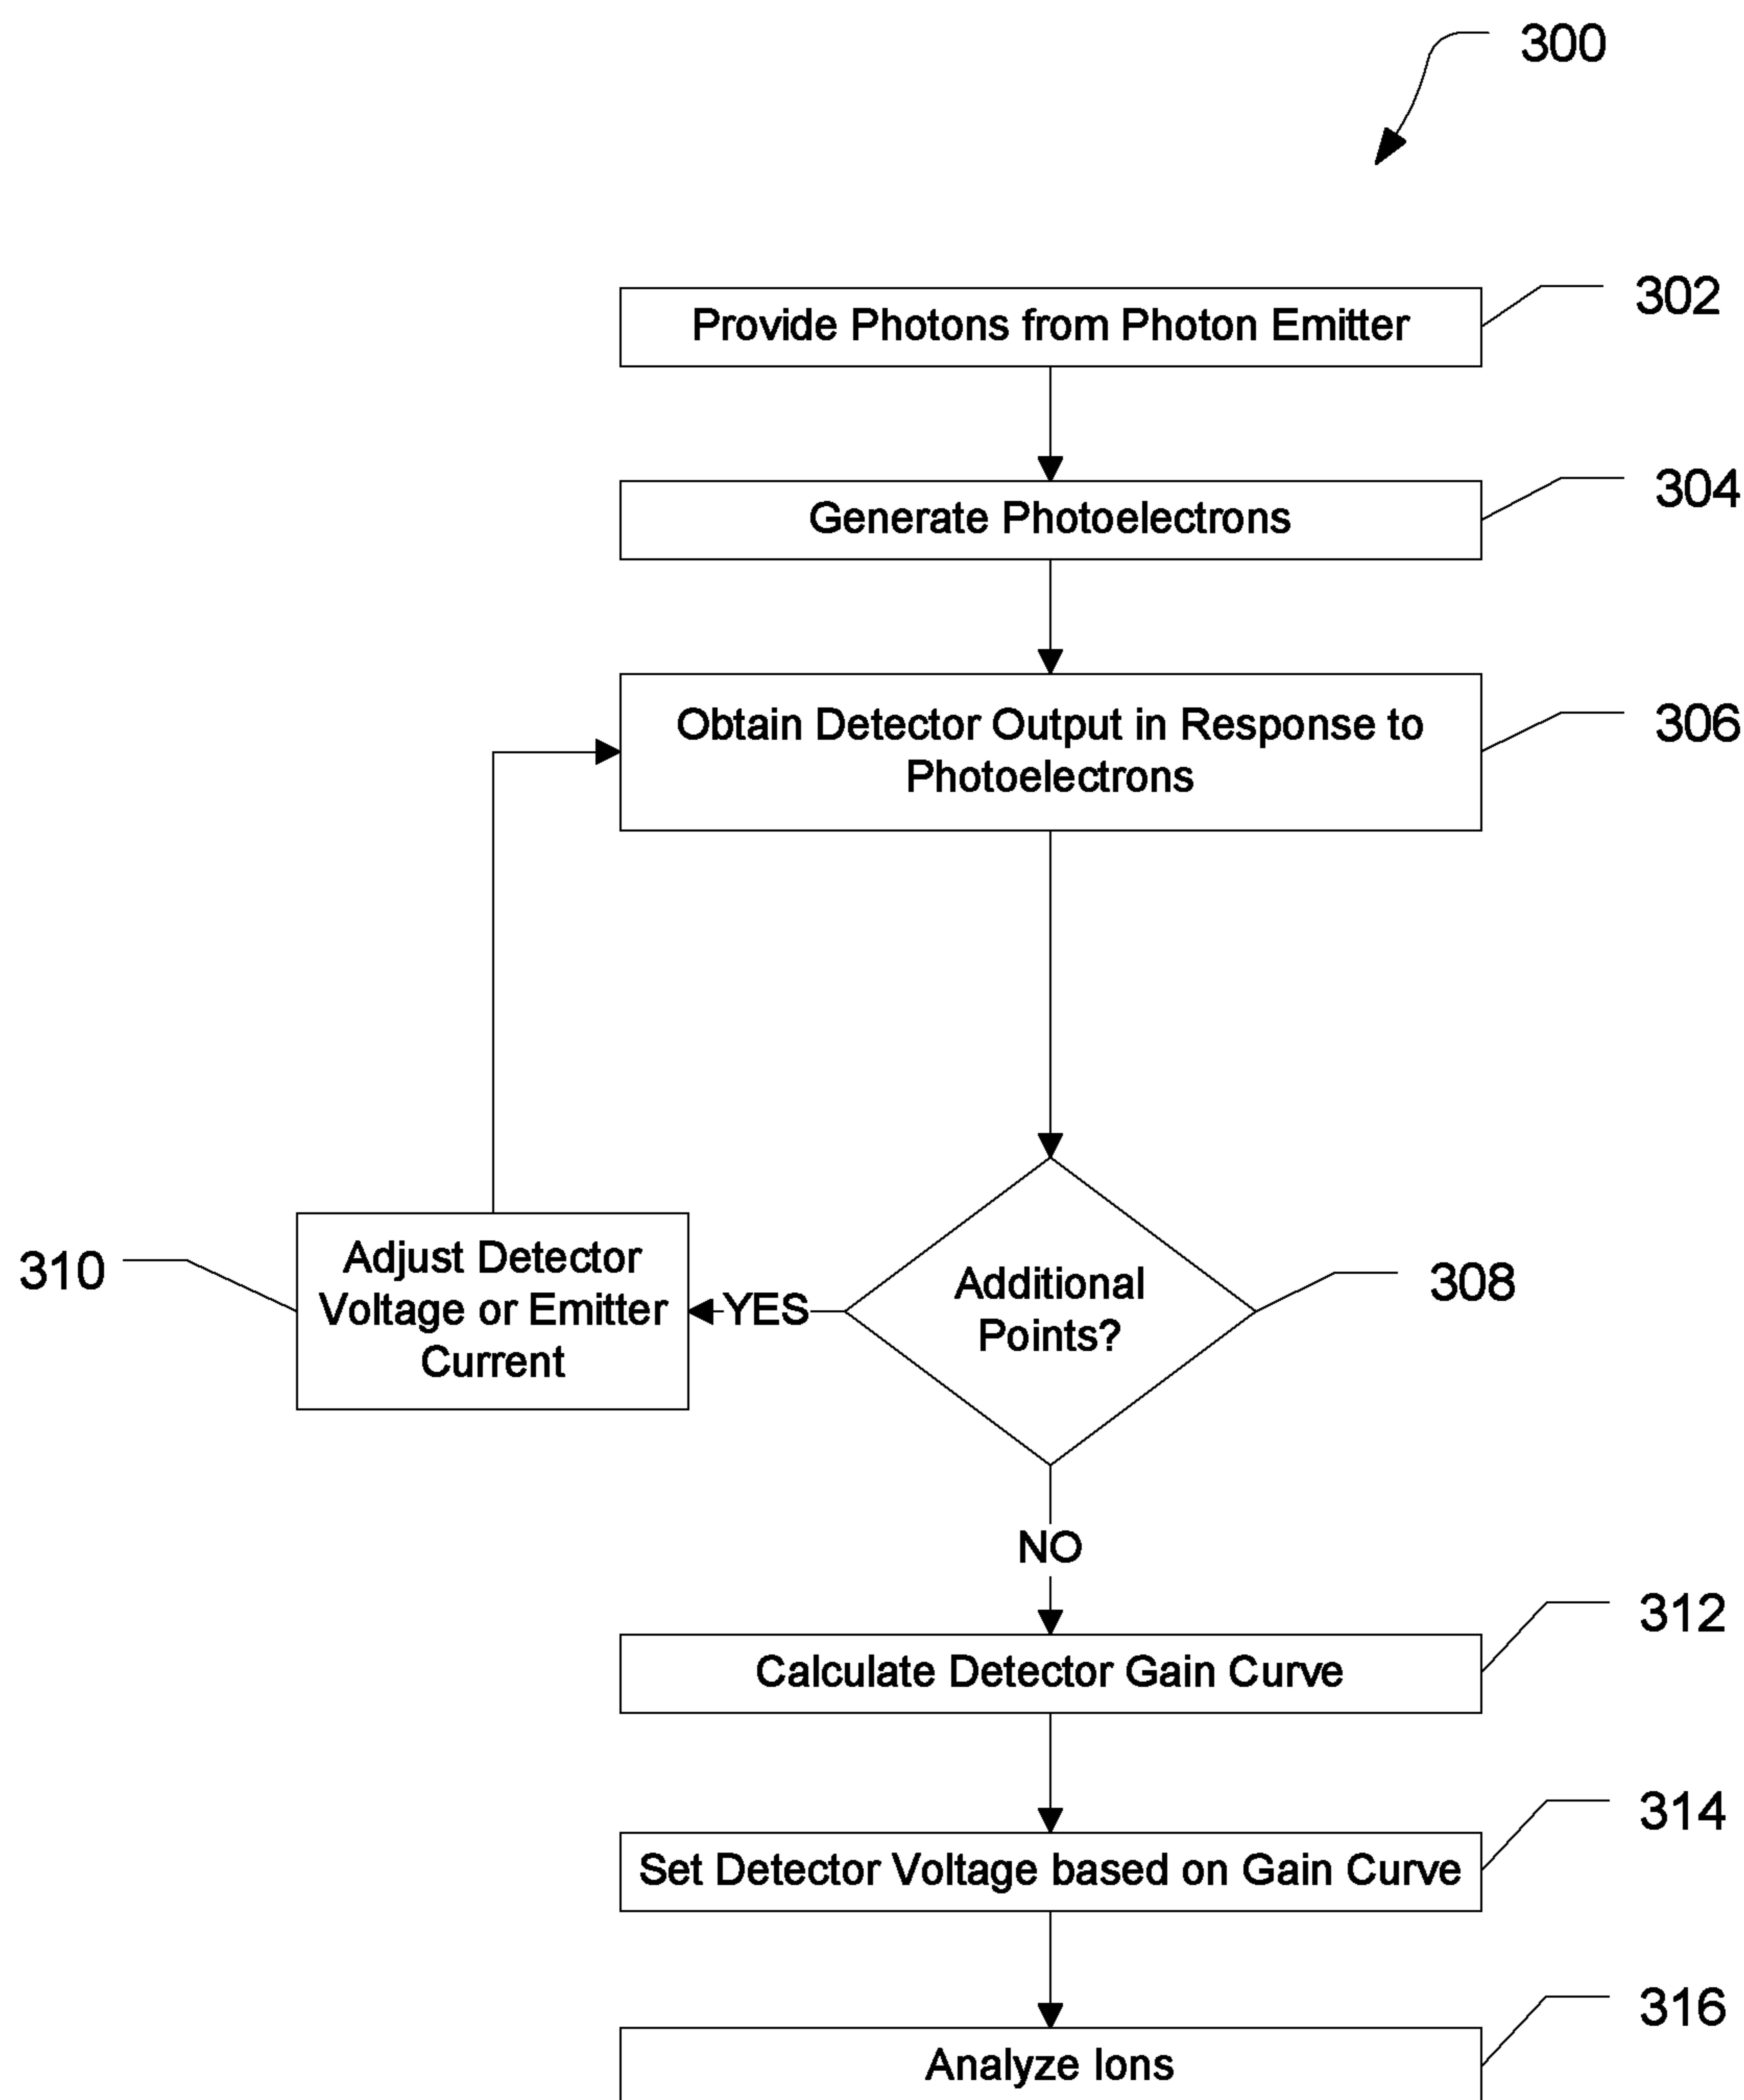 300
Provide Photons from Photon Emitter
302
Generate Photoelectrons
304
Obtain Detector Output in Response to
Photoelectrons
306
310
Adjust Detector
Voltage or Emitter
Current
YES
Additional
Points?
308
NO
Calculate Detector Gain Curve
312
Set Detector Voltage based on Gain Curve
314
Analyze Ions
316